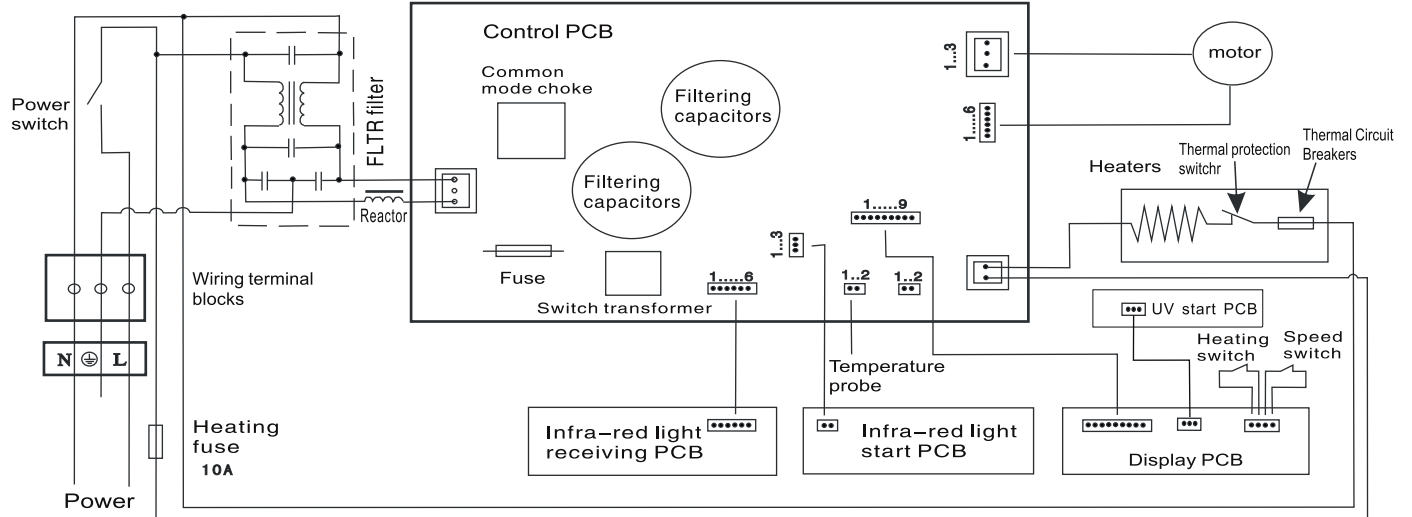 Control PCB
Common
mode choke
Filtering
capacitors
Filtering
capacitors
Fuse
Switch transformer
1...3
1....6
1.....9
1...3
1..2
1..2
1.....6
motor
Power
switch
FLTR filter
Reactor
Wiring terminal
blocks
N L
Heating
fuse
10A
Power
Heaters
Thermal protection
switchr
Thermal Circuit
Breakers
UV start PCB
Heating
switch
Speed
switch
Temperature
probe
Infra-red light
receiving PCB
Infra-red light
start PCB
Display PCB